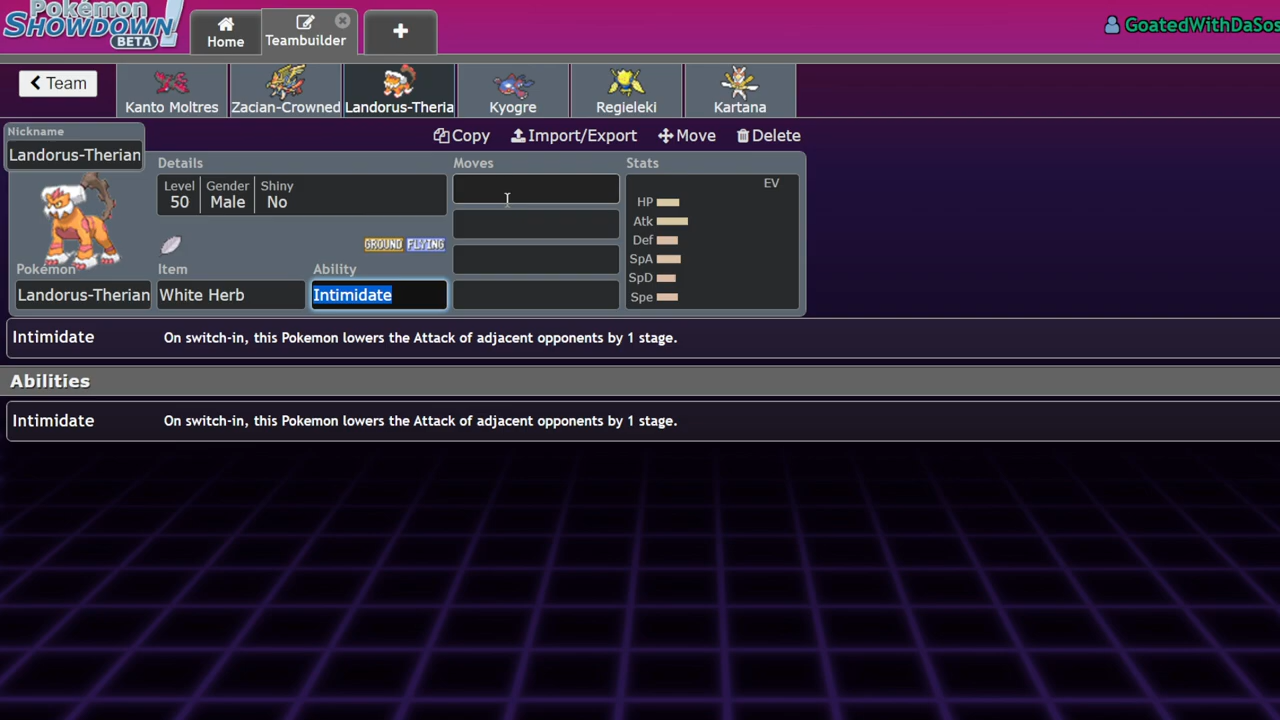 Pokémon
SHOWDOWN!
BETA
Home
Teambuilder
GoatedWithDaSos
Team
Kanto Moltres
Zacian-Crowned
Landorus-Theria
Kyogre
Regieleki
Kartana
Nickname
Landorus-Therian
Copy
Import/Export
Move
Delete
Details
Level
50
Gender
Male
Shiny
No
GROUND FLYING
Pokémon
Landorus-Therian
Item
White Herb
Ability
Intimidate
Moves
Stats
EV
HP
Atk
Def
SpA
SpD
Spe
Intimidate On switch-in, this Pokemon lowers the Attack of adjacent opponents by 1 stage.
Abilities
Intimidate On switch-in, this Pokemon lowers the Attack of adjacent opponents by 1 stage.